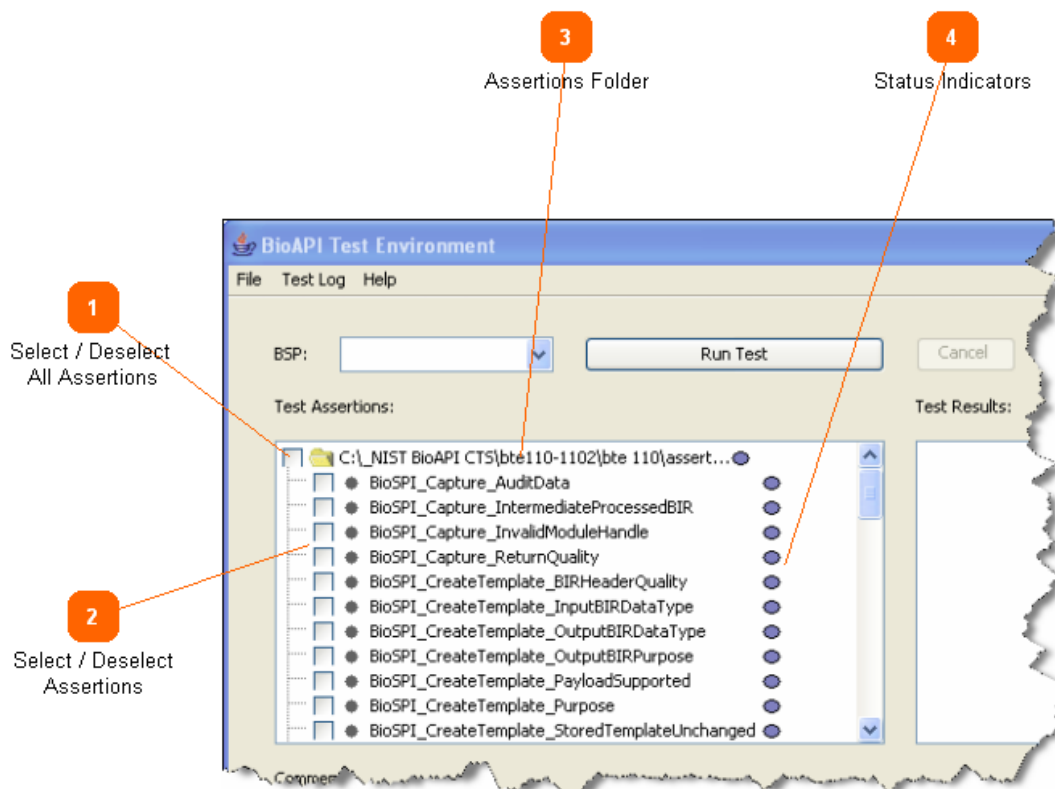 3
4
Assertions Folder
Status Indicators
BioAPI Test Environment
File Test Log Help
1
Select / Deselect
All Assertions
BSP:
Run Test
Cancel
Test Assertions:
Test Results:
C:\_NIST BioAPI CTS\bte110-1102\bte 110\assert...
BioSPI_Capture_AuditData
BioSPI_Capture_IntermediateProcessedBIR
BioSPI_Capture_InvalidModuleHandle
BioSPI_Capture_ReturnQuality
BioSPI_CreateTemplate_BIRHeaderQuality
BioSPI_CreateTemplate_InputBIRDataType
BioSPI_CreateTemplate_OutputBIRDataType
BioSPI_CreateTemplate_OutputBIRPurpose
BioSPI_CreateTemplate_PayloadSupported
BioSPI_CreateTemplate_Purpose
BioSPI_CreateTemplate_StoredTemplateUnchanged
2
Select / Deselect
Assertions